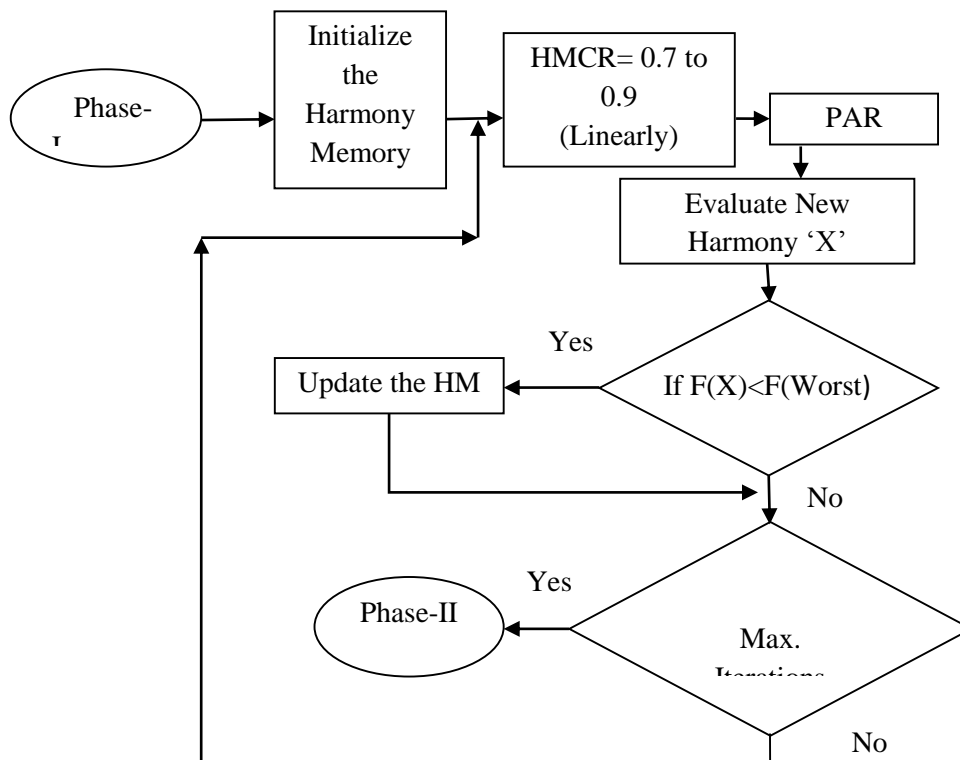 Initialize
the
Harmony
Memory
HMCR= 0.7 to
0.9
(Linearly)
Phase-
I
PAR
Evaluate New
Harmony ‘X’
Yes
If F(X)<F(Worst)
Update the HM
No
Yes
Phase-II
Max.
Iterations
No